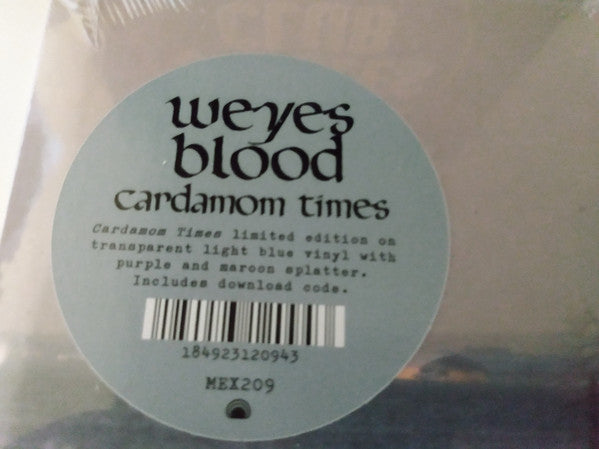 weyes
blood
cardamom times
Cardamom Times limited edition on
transparent light blue vinyl with
purple and maroon splatter.
Includes download code.
184923120943
MEX209